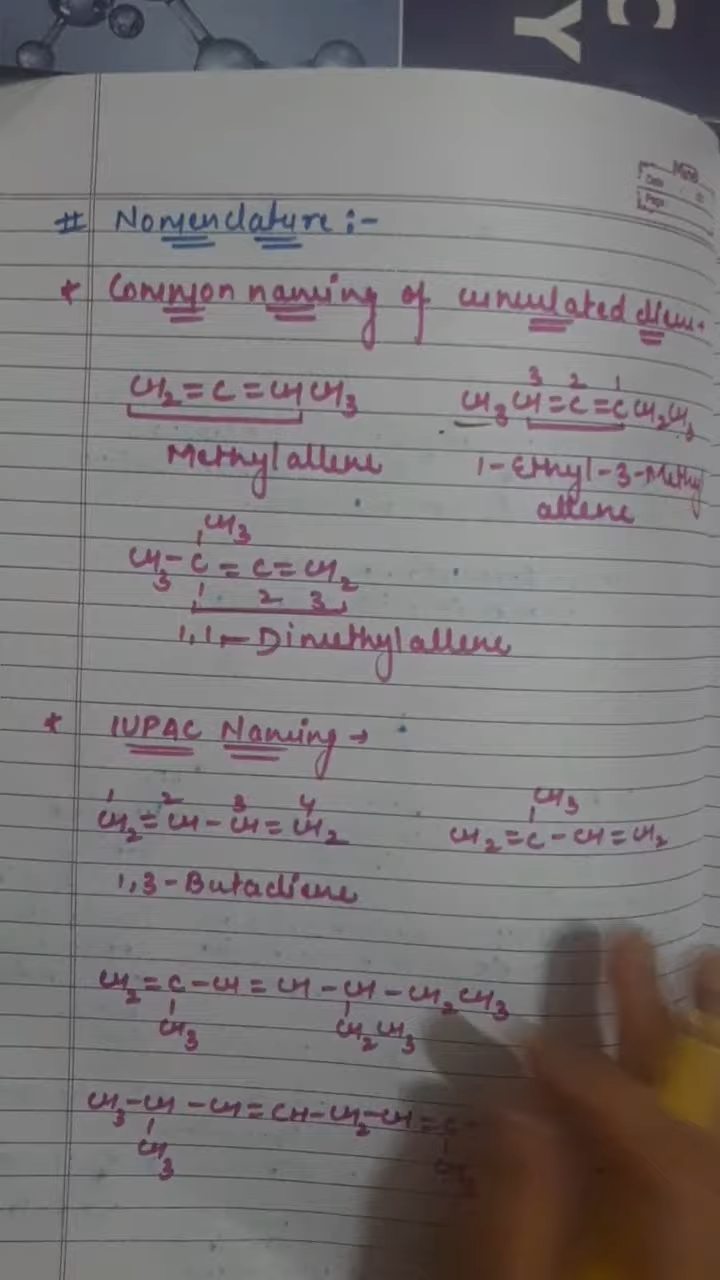 C
Y
Date
Page
# Nomenclature :-
* Common naming of cumulated diene.
CH₂=C=CHCH₃
Methylallene
3 2 1
CH₃CH=C=CCH₂CH₃
1-Ethyl-3-Methyl
allene
CH₃
CH₃-C=C=CH₂
1 2 3
1,1-Dimethylallene
* IUPAC Naming →
1 2 3 4
CH₂=CH-CH=CH₂
1,3-Butadiene
CH₃
CH₂=C-CH=CH₂
CH₂=C-CH=CH-CH-CH₂CH₃
CH₃ CH₂CH₃
CH₃-CH-CH=CH-CH₂-CH=C-
CH₃